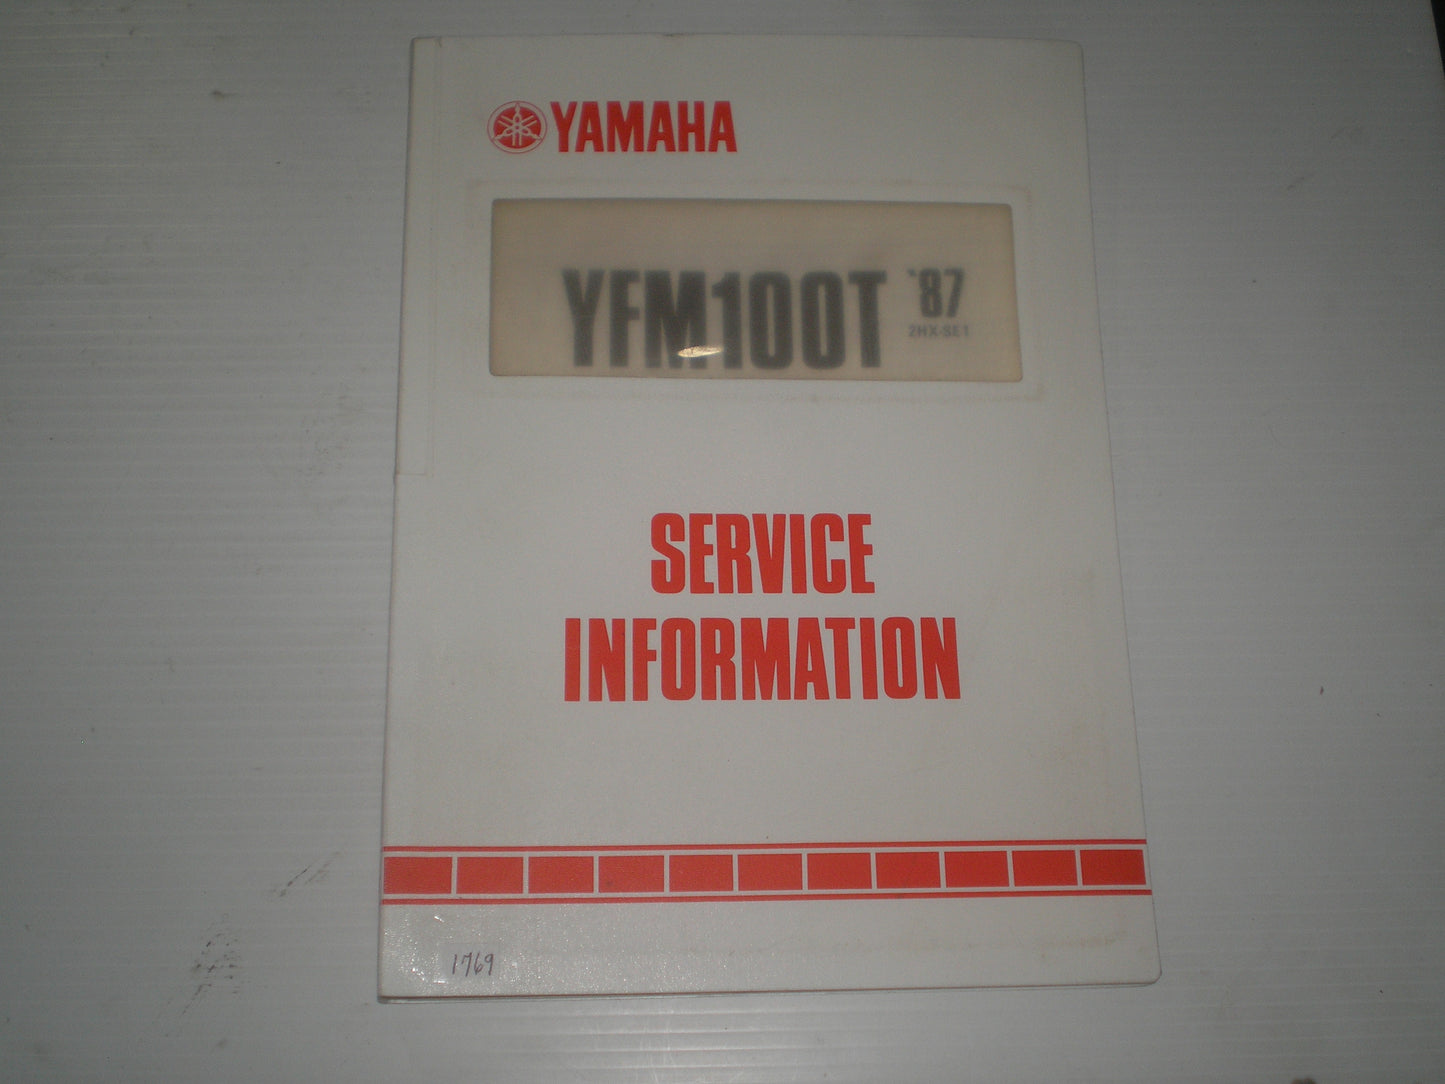 YAMAHA
YFM100T '87
2HX-SE1
SERVICE
INFORMATION
1769